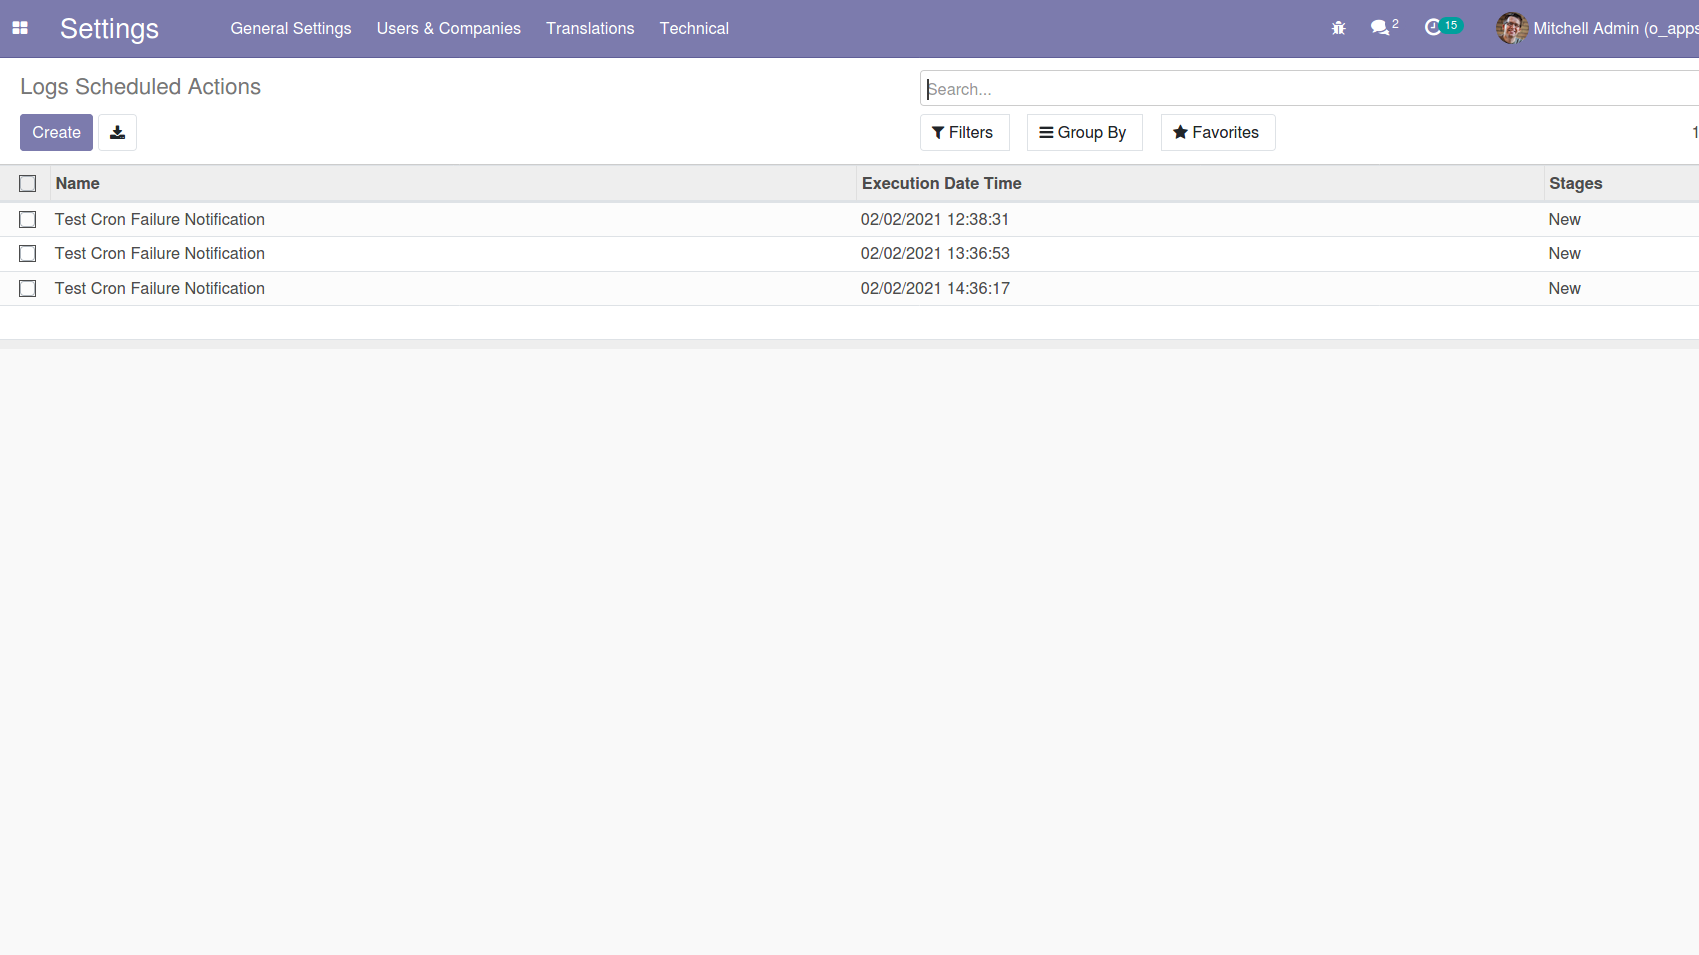 Settings General Settings Users & Companies Translations Technical 2 15 Mitchell Admin (o_apps
Logs Scheduled Actions
Search...
Create Filters Group By Favorites 1
Name Execution Date Time Stages
Test Cron Failure Notification 02/02/2021 12:38:31 New
Test Cron Failure Notification 02/02/2021 13:36:53 New
Test Cron Failure Notification 02/02/2021 14:36:17 New